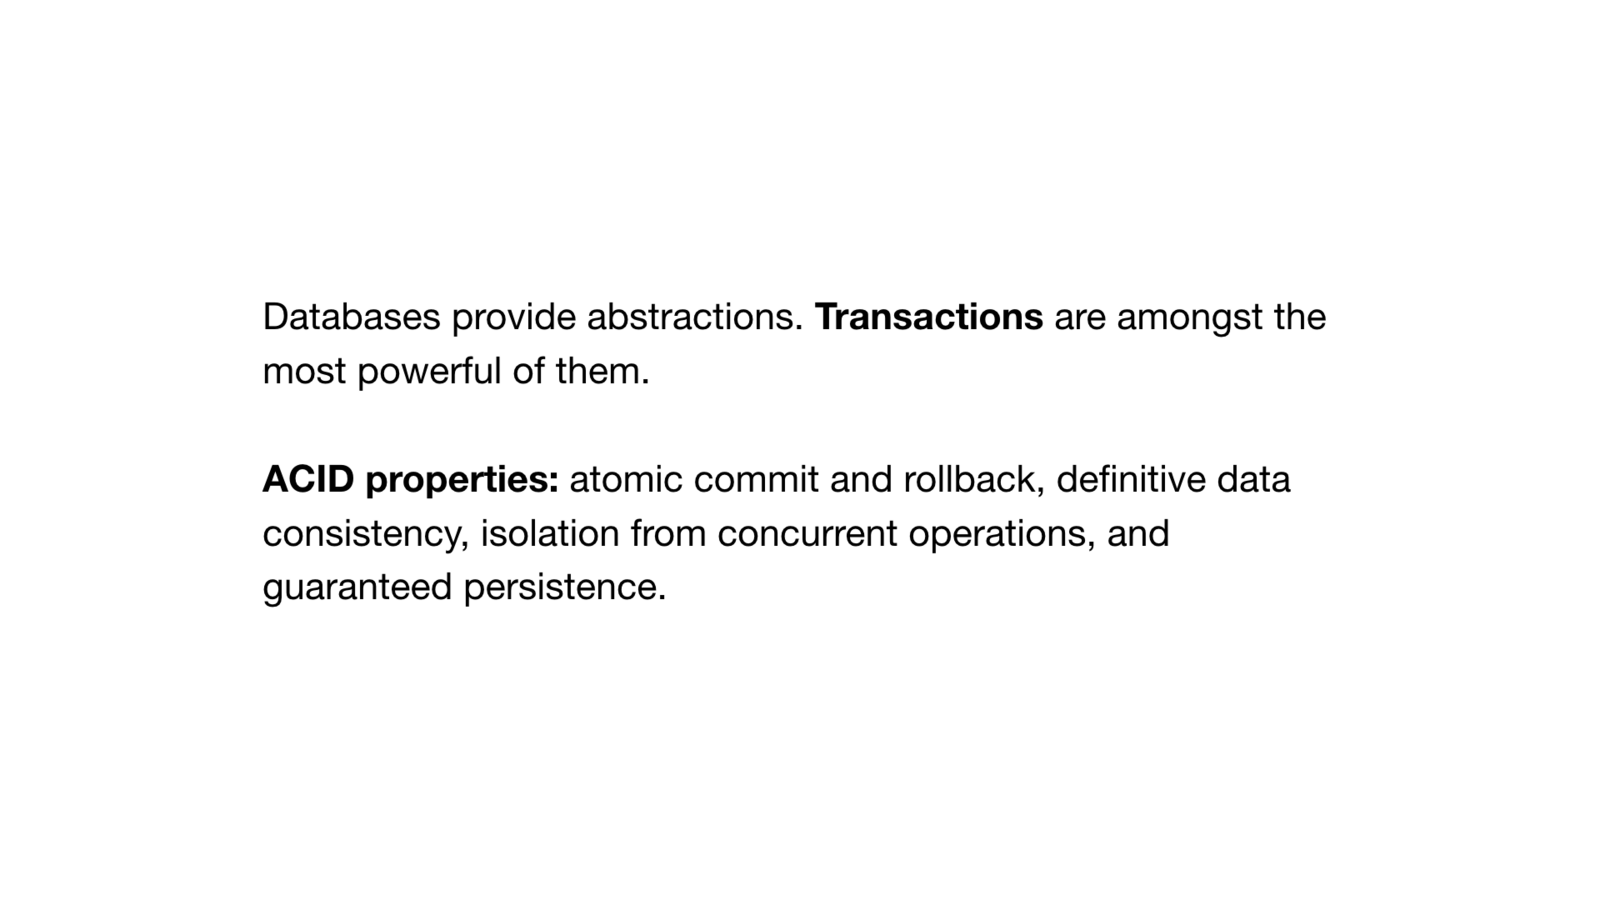 Databases provide abstractions. Transactions are amongst the
most powerful of them.
ACID properties: atomic commit and rollback, definitive data
consistency, isolation from concurrent operations, and
guaranteed persistence.